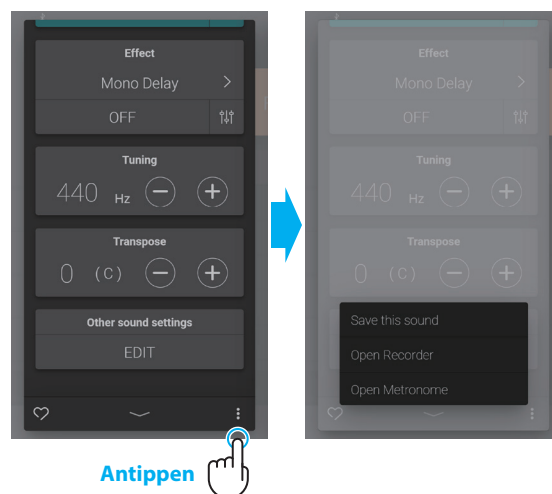 Effect
Mono Delay
OFF
Tuning
440 Hz
Transpose
0 (C)
Other sound settings
EDIT
Antippen
Effect
Mono Delay
OFF
Tuning
440 Hz
Transpose
0 (C)
Save this sound
Open Recorder
Open Metronome